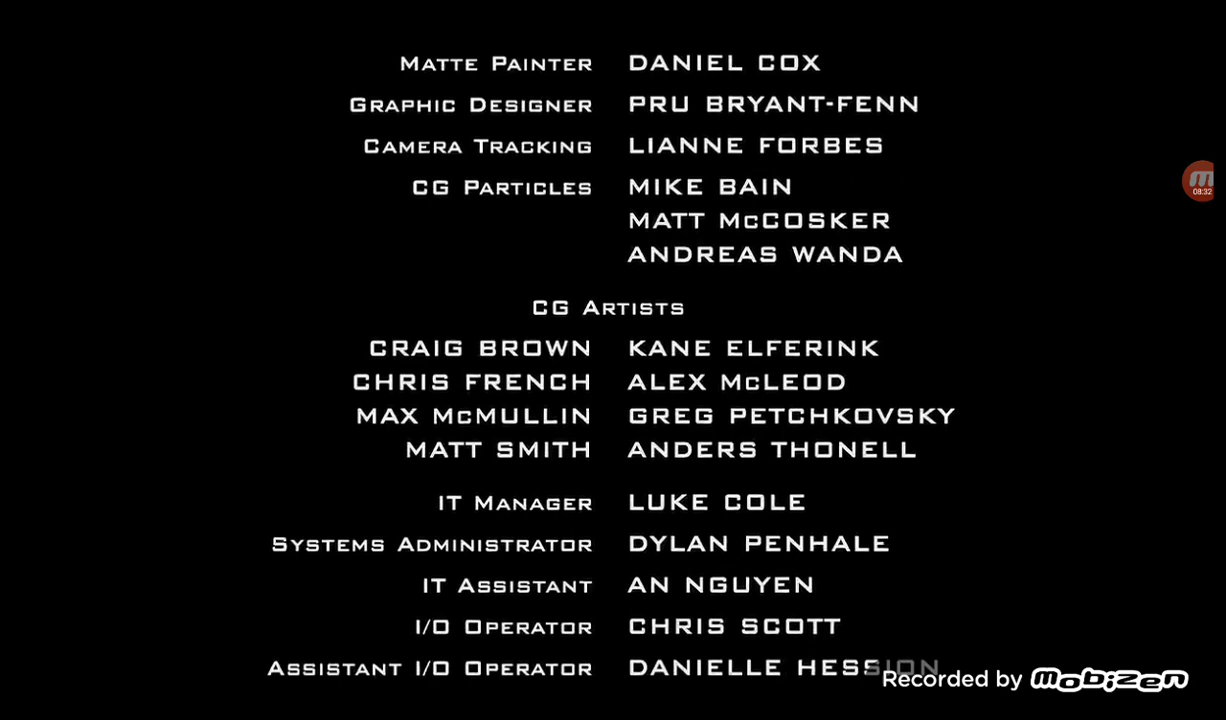 Matte Painter DANIEL COX
Graphic Designer PRU BRYANT-FENN
Camera Tracking LIANNE FORBES
CG Particles MIKE BAIN
MATT McCOSKER
ANDREAS WANDA
CG Artists
CRAIG BROWN KANE ELFERINK
CHRIS FRENCH ALEX McLEOD
MAX McMULLIN GREG PETCHKOVSKY
MATT SMITH ANDERS THONELL
IT Manager LUKE COLE
Systems Administrator DYLAN PENHALE
IT Assistant AN NGUYEN
I/O Operator CHRIS SCOTT
Assistant I/O Operator DANIELLE HESSION
Recorded by mobizen
m
08:32